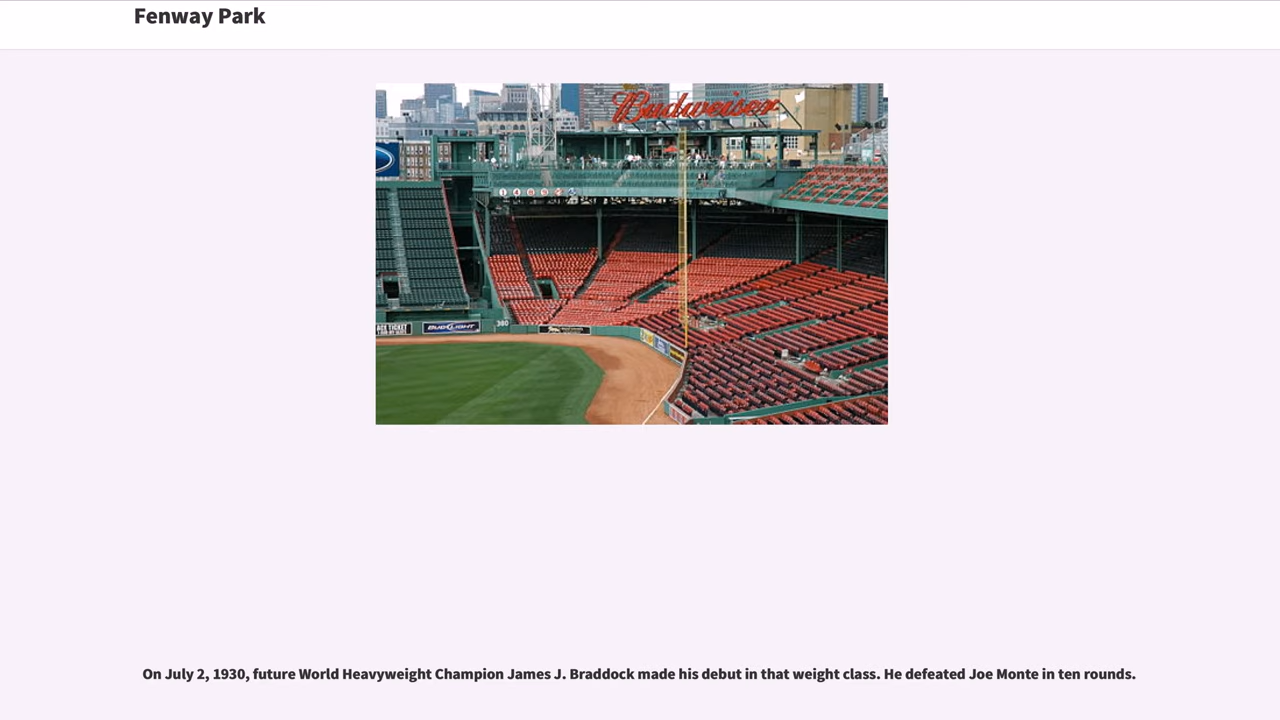 Fenway Park
Budweiser
BUD LIGHT
380
On July 2, 1930, future World Heavyweight Champion James J. Braddock made his debut in that weight class. He defeated Joe Monte in ten rounds.